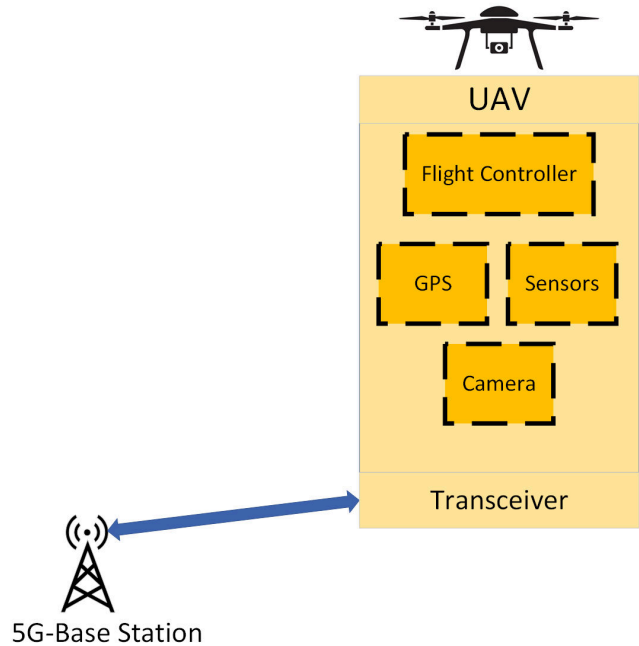 UAV
Flight Controller
GPS
Sensors
Camera
Transceiver
5G-Base Station